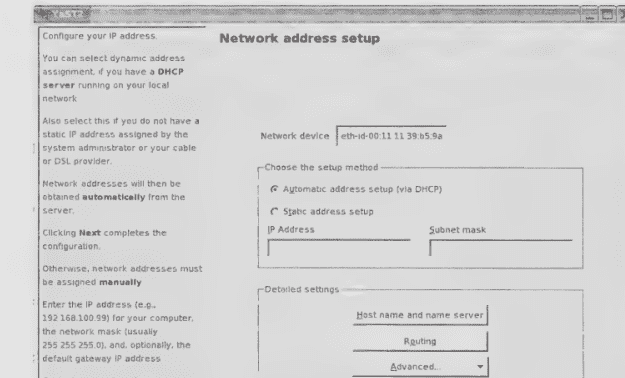 YaST2
Configure your IP address.
You can select dynamic address
assignment, if you have a DHCP
server running on your local
network
Also select this if you do not have a
static IP address assigned by the
system administrator or your cable
or DSL provider.
Network addresses will then be
obtained automatically from the
server.
Clicking Next completes the
configuration.
Otherwise, network addresses must
be assigned manually
Enter the IP address (e.g.,
192 168.100.99) for your computer,
the network mask (usually
255 255 255.0), and, optionally, the
default gateway IP address
Network address setup
Network device eth-id-00:11 11 39:b5.9a
Choose the setup method
Automatic address setup (via DHCP)
Static address setup
IP Address Subnet mask
Detailed settings
Host name and name server
Routing
Advanced...